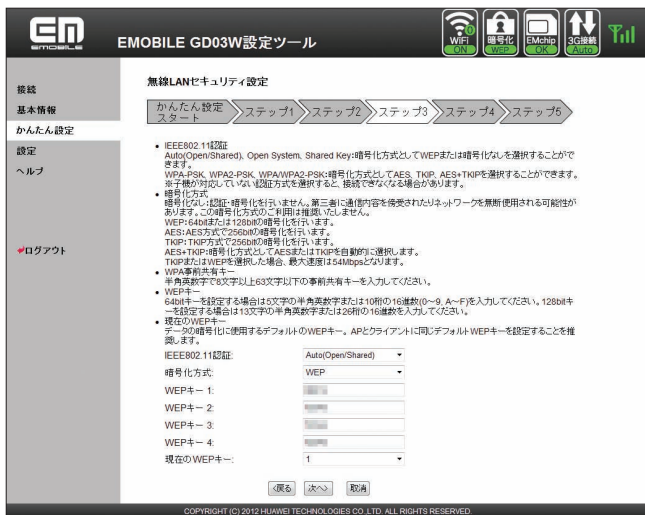 EM
EMOBILE
EMOBILE GD03W設定ツール
WiFi
ON
暗号化
WEP
EMchip
OK
3G接続
Auto
接続
基本情報
かんたん設定
設定
ヘルプ
ログアウト
無線LANセキュリティ設定
かんたん設定
スタート
ステップ1
ステップ2
ステップ3
ステップ4
ステップ5
• IEEE802.11認証
Auto(Open/Shared), Open System, Shared Key:暗号化方式としてWEPまたは暗号化なしを選択することがで
きます。
WPA-PSK, WPA2-PSK, WPA/WPA2-PSK:暗号化方式としてAES, TKIP, AES+TKIPを選択することができます。
※子機が対応していない認証方式を選択すると、接続できなくなる場合があります。
• 暗号化方式
暗号化なし:認証・暗号化を行いません。第三者に通信内容を傍受されたりネットワークを無断使用される可能性が
あります。この暗号化方式のご利用は推奨いたしません。
WEP:64bitまたは128bitの暗号化を行います。
AES:AES方式で256bitの暗号化を行います。
TKIP:TKIP方式で256bitの暗号化を行います。
AES+TKIP:暗号化方式としてAESまたはTKIPを自動的に選択します。
TKIPまたはWEPを選択した場合、最大速度は54Mbpsとなります。
• WPA事前共有キー
半角英数字で8文字以上63文字以下の事前共有キーを入力してください。
• WEPキー
64bitキーを設定する場合は5文字の半角英数字または10桁の16進数(0〜9, A〜F)を入力してください。128bitキ
ーを設定する場合は13文字の半角英数字または26桁の16進数を入力してください。
• 現在のWEPキー
データの暗号化に使用するデフォルトのWEPキー。APとクライアントに同じデフォルトWEPキーを設定することを推
奨します。
IEEE802.11認証: Auto(Open/Shared)
暗号化方式: WEP
WEPキー 1:
WEPキー 2:
WEPキー 3:
WEPキー 4:
現在のWEPキー: 1
<戻る 次へ> 取消
COPYRIGHT (C) 2012 HUAWEI TECHNOLOGIES CO.,LTD. ALL RIGHTS RESERVED.